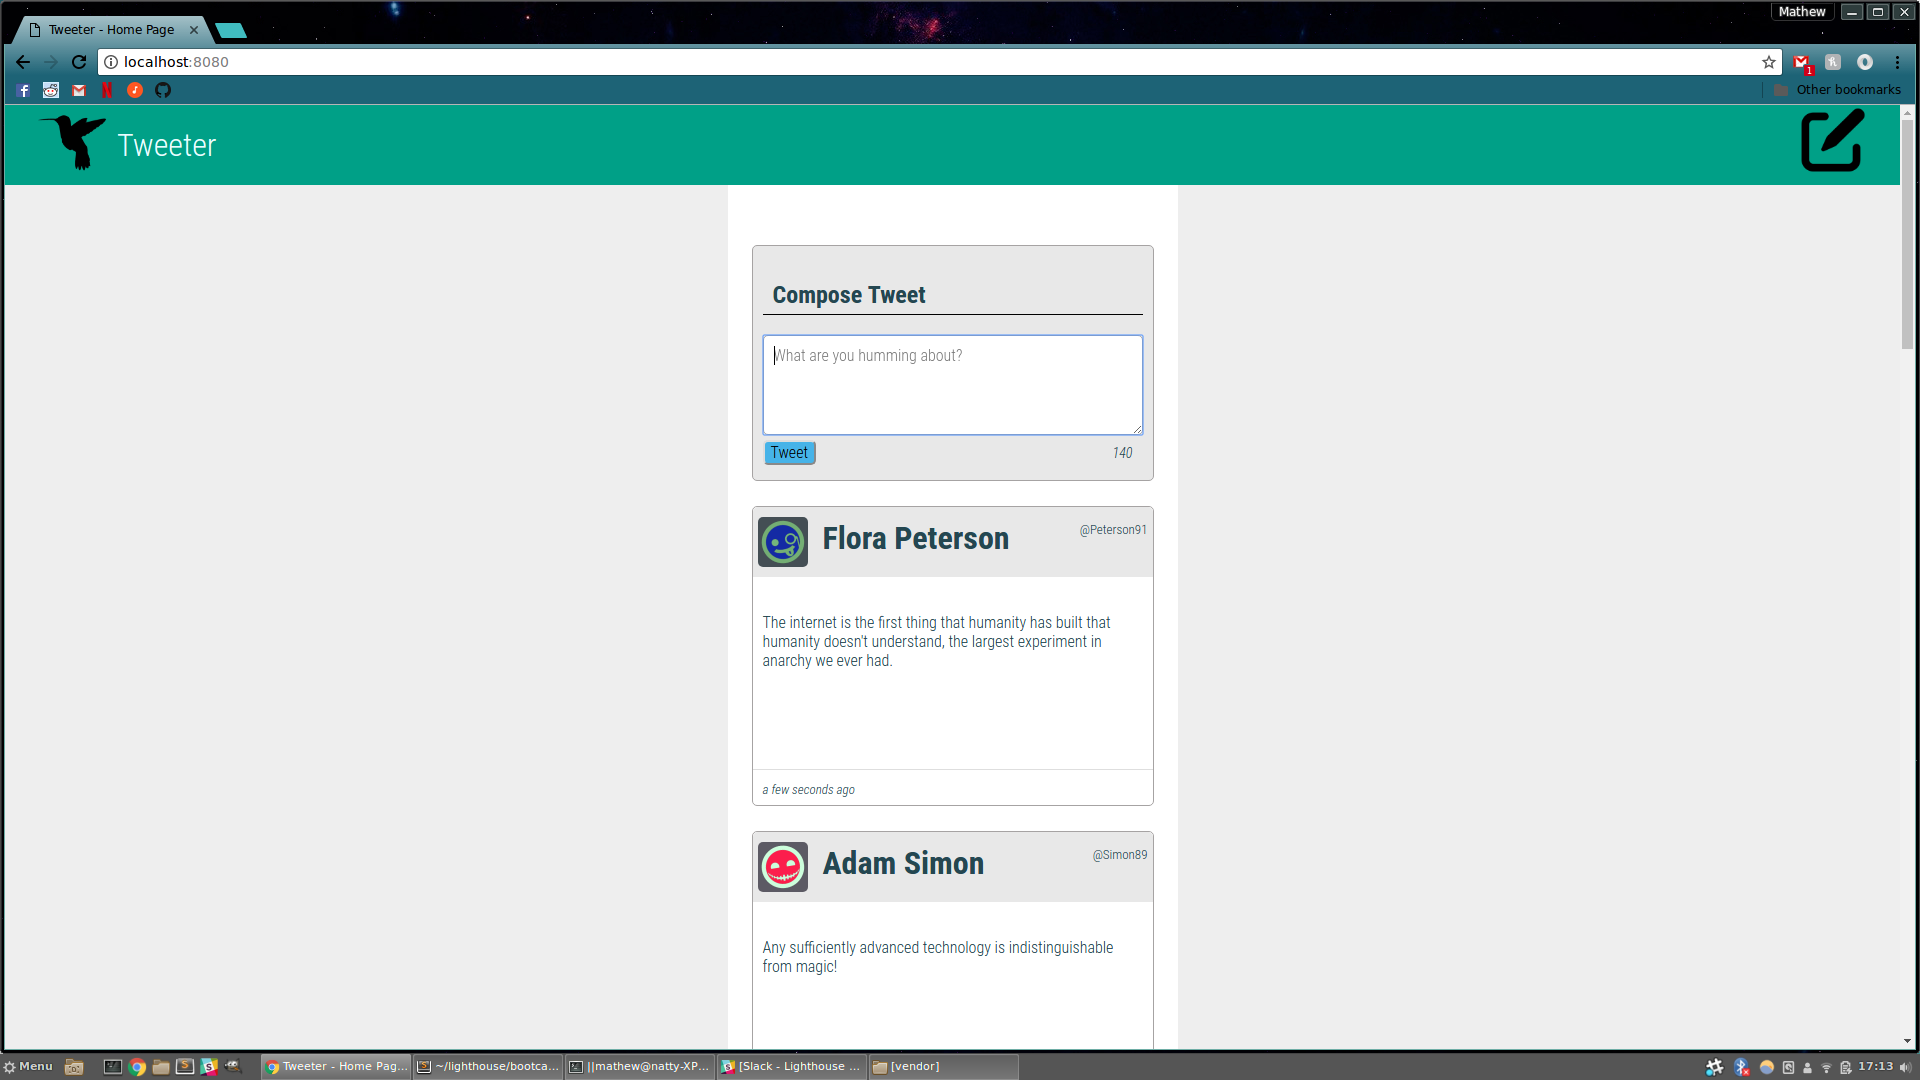 Mathew
Tweeter - Home Page
localhost:8080
1
Other bookmarks
Tweeter
Compose Tweet
What are you humming about?
Tweet
140
Flora Peterson
@Peterson91
The internet is the first thing that humanity has built that
humanity doesn't understand, the largest experiment in
anarchy we ever had.
a few seconds ago
Adam Simon
@Simon89
Any sufficiently advanced technology is indistinguishable
from magic!
Menu
Tweeter - Home Pag...
~/lighthouse/bootca...
||mathew@natty-XP...
[Slack - Lighthouse ...
[vendor]
17:13